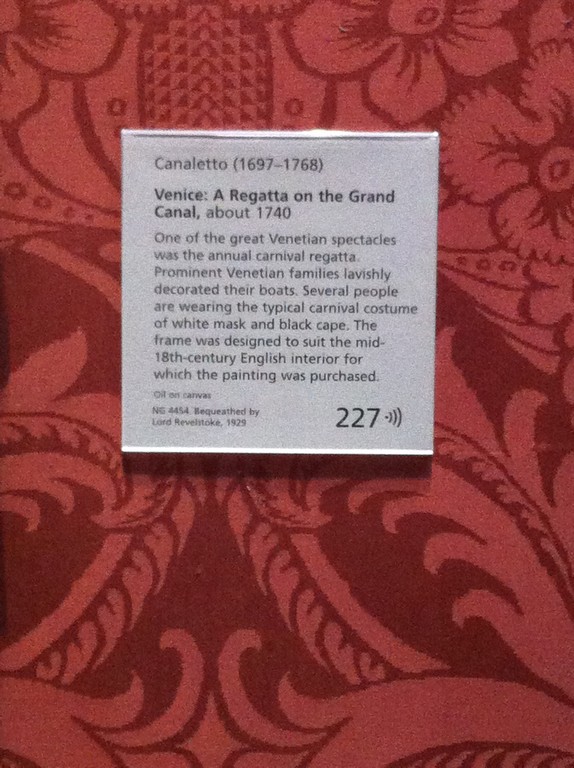 Canaletto (1697–1768)
Venice: A Regatta on the Grand
Canal, about 1740
One of the great Venetian spectacles
was the annual carnival regatta.
Prominent Venetian families lavishly
decorated their boats. Several people
are wearing the typical carnival costume
of white mask and black cape. The
frame was designed to suit the mid-
18th-century English interior for
which the painting was purchased.
Oil on canvas
NG 4454. Bequeathed by
Lord Revelstoke, 1929
227